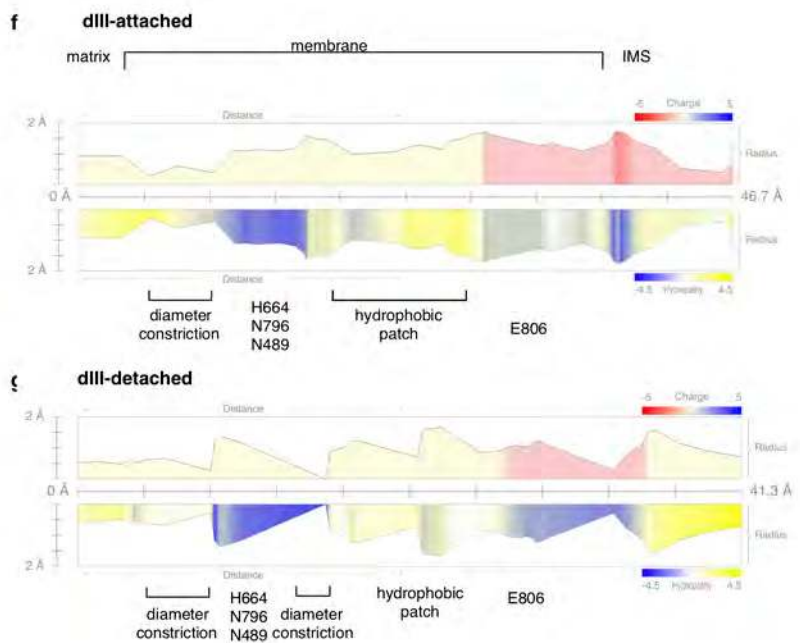 f dIII-attached
matrix membrane IMS
Distance
-5 Charge 5
2 Å
Radius
0 Å 46.7 Å
Radius
2 Å
Distance
-4.5 Hydropathy 4.5
diameter
constriction
H664
N796
N489
hydrophobic
patch
E806
dIII-detached
Distance
-5 Charge 5
2 Å
Radius
0 Å 41.3 Å
Radius
2 Å
Distance
-4.5 Hydropathy 4.5
diameter
constriction
H664
N796
N489
diameter
constriction
hydrophobic
patch
E806